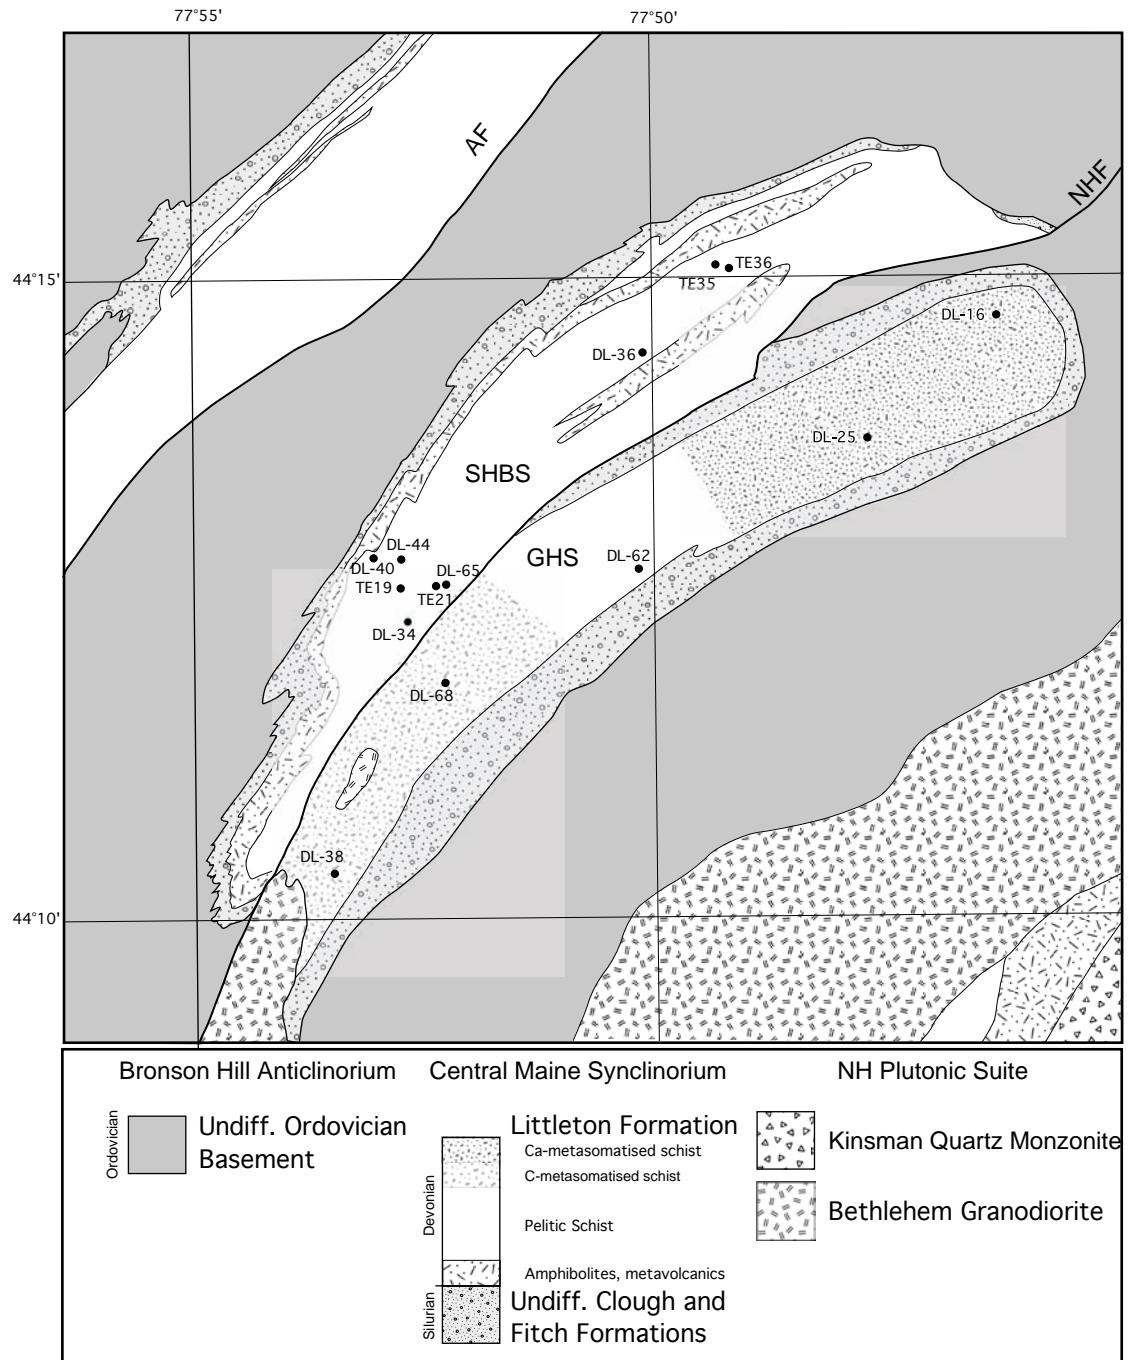 77°55'
77°50'
AF
NHF
44°15'
TE36
TE35
DL-16
DL-36
DL-25
SHBS
GHS
DL-44
DL-40
DL-62
DL-65
TE19
TE21
DL-34
DL-68
DL-38
44°10'
Bronson Hill Anticlinorium
Central Maine Synclinorium
NH Plutonic Suite
Ordovician
Undiff. Ordovician
Basement
Devonian
Silurian
Littleton Formation
Ca-metasomatised schist
C-metasomatised schist
Pelitic Schist
Amphibolites, metavolcanics
Undiff. Clough and
Fitch Formations
Kinsman Quartz Monzonite
Bethlehem Granodiorite